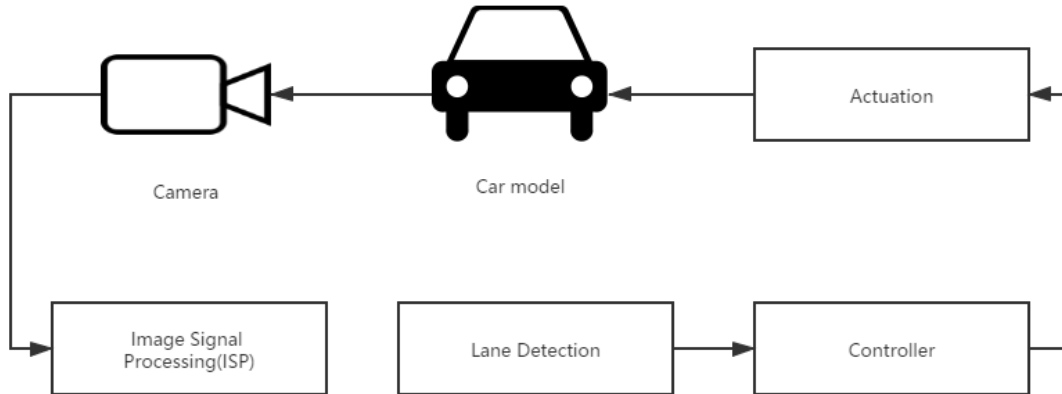 Actuation
Camera
Car model
Image Signal
Processing(ISP)
Lane Detection
Controller